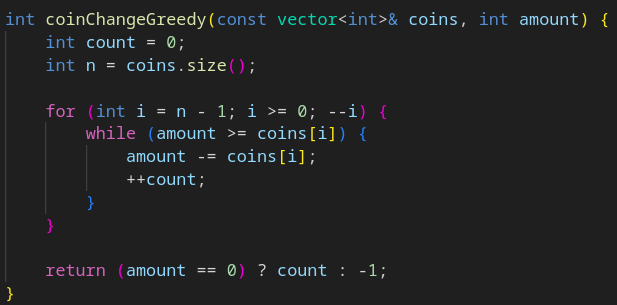 int coinChangeGreedy(const vector<int>& coins, int amount) {
    int count = 0;
    int n = coins.size();

    for (int i = n - 1; i >= 0; --i) {
        while (amount >= coins[i]) {
            amount -= coins[i];
            ++count;
        }
    }

    return (amount == 0) ? count : -1;
}